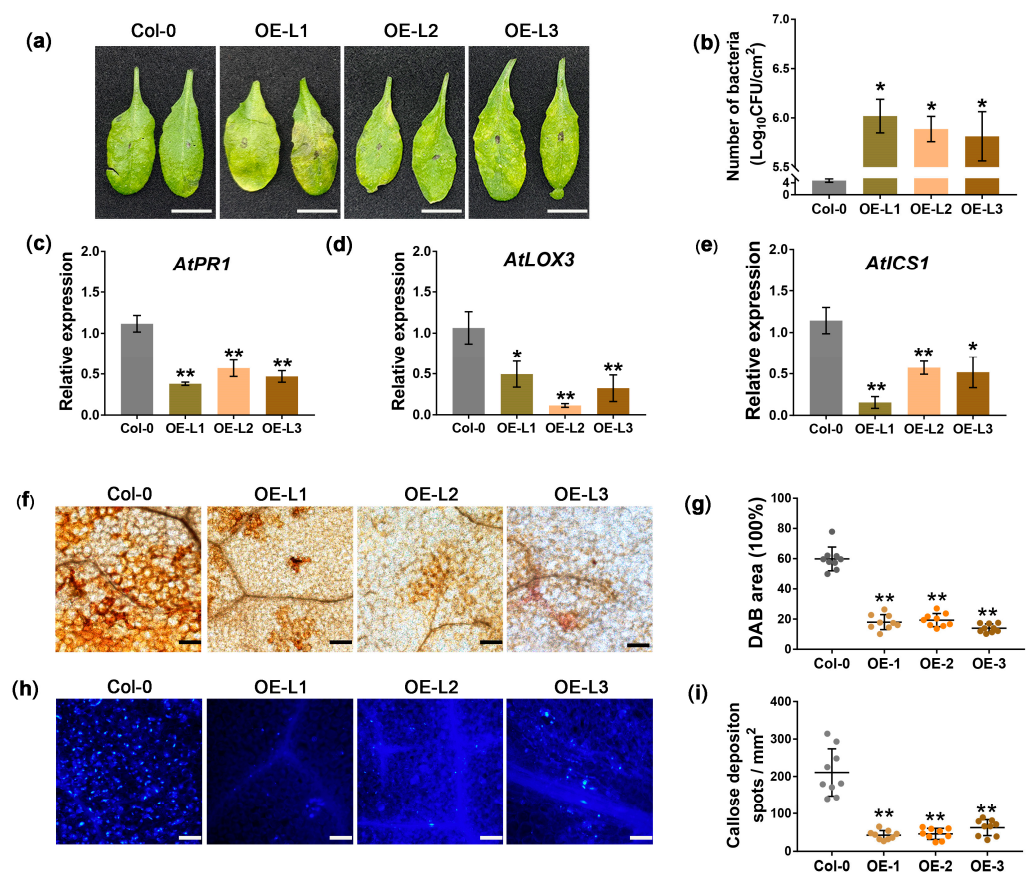 (a)
Col-0 OE-L1 OE-L2 OE-L3
(b)
Number of bacteria
(Log10CFU/cm2)
7.0
6.5
6.0
5.5
4
0
* * *
Col-0 OE-L1 OE-L2 OE-L3
(c)
AtPR1
Relative expression
2.0
1.5
1.0
0.5
0.0
** ** **
Col-0 OE-L1 OE-L2 OE-L3
(d)
AtLOX3
Relative expression
2.0
1.5
1.0
0.5
0.0
* ** **
Col-0 OE-L1 OE-L2 OE-L3
(e)
AtICS1
Relative expression
2.0
1.5
1.0
0.5
0.0
** ** *
Col-0 OE-L1 OE-L2 OE-L3
(f)
Col-0 OE-L1 OE-L2 OE-L3
(g)
DAB area (100%)
100
80
60
40
20
0
** ** **
Col-0 OE-1 OE-2 OE-3
(h)
Col-0 OE-L1 OE-L2 OE-L3
(i)
Callose depositon
spots / mm2
400
300
200
100
0
** ** **
Col-0 OE-1 OE-2 OE-3